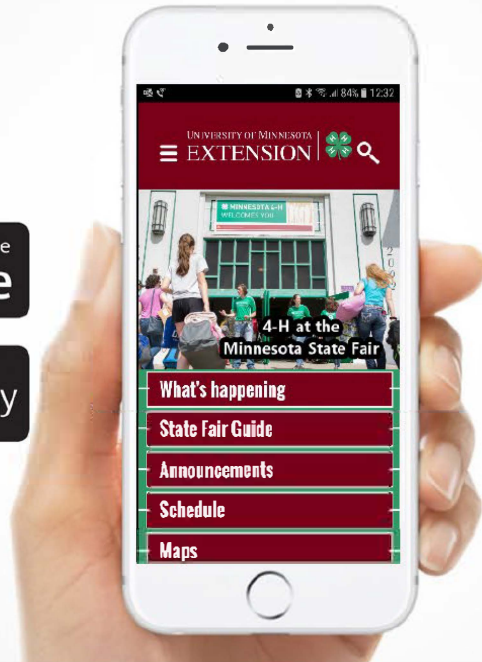 e
e
y
84% 12:32
UNIVERSITY OF MINNESOTA
EXTENSION
MINNESOTA 4-H
WELCOMES YOU
4-H at the
Minnesota State Fair
What's happening
State Fair Guide
Announcements
Schedule
Maps